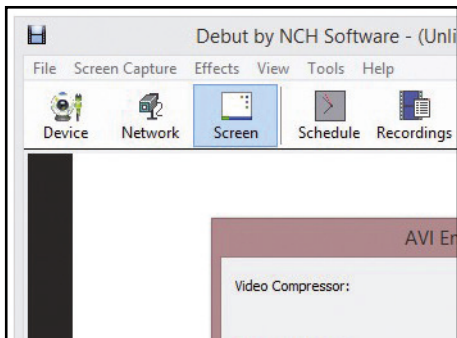 Debut by NCH Software - (Unli
File Screen Capture Effects View Tools Help
Device Network Screen Schedule Recordings
AVI En
Video Compressor: